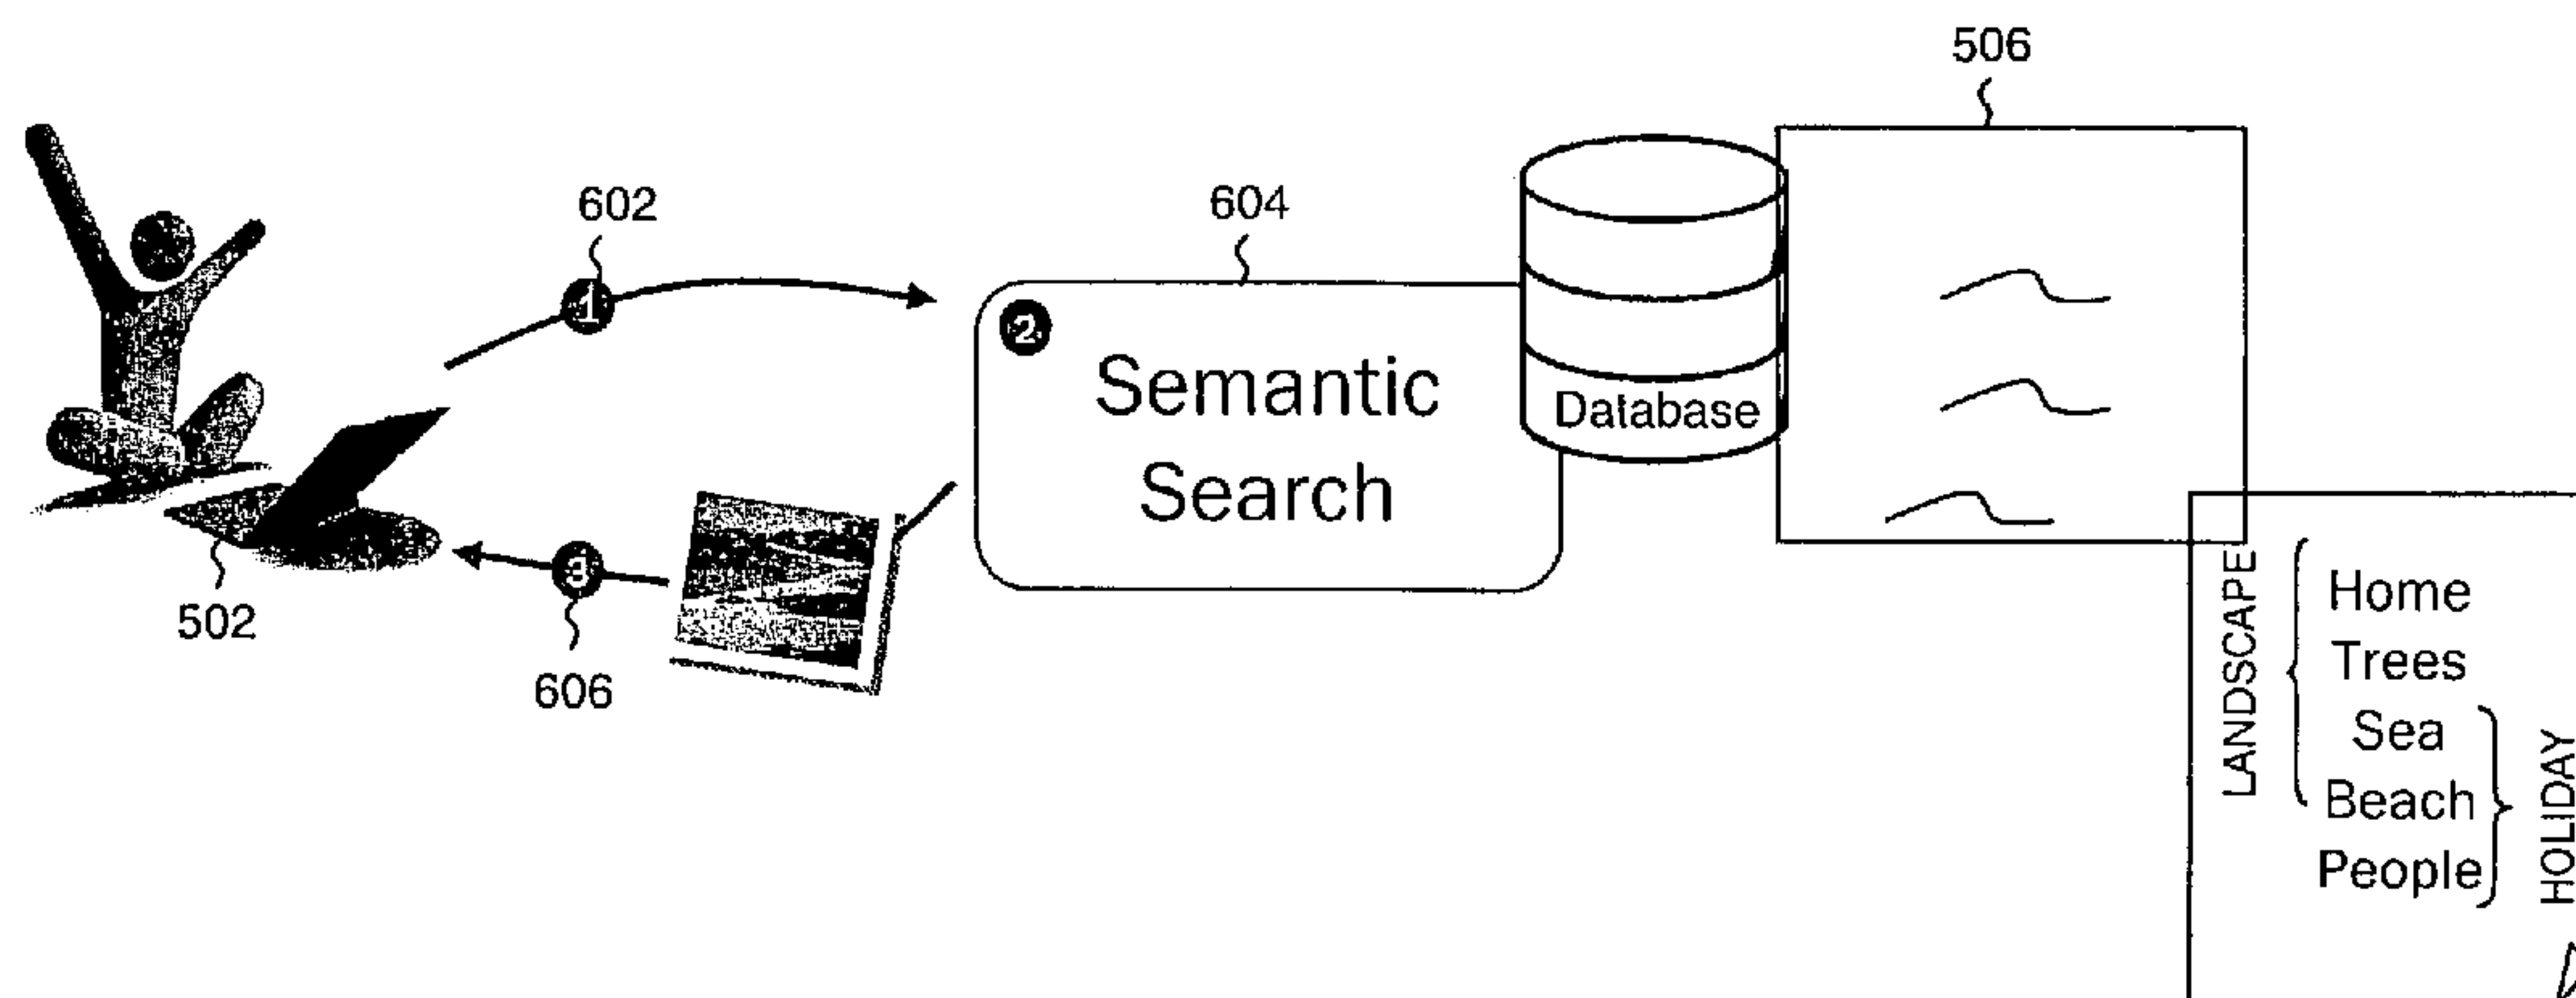 506
602
604
1
2
Semantic
Search
Database
3
502
606
LANDSCAPE
Home
Trees
Sea
Beach
People
HOLIDAY